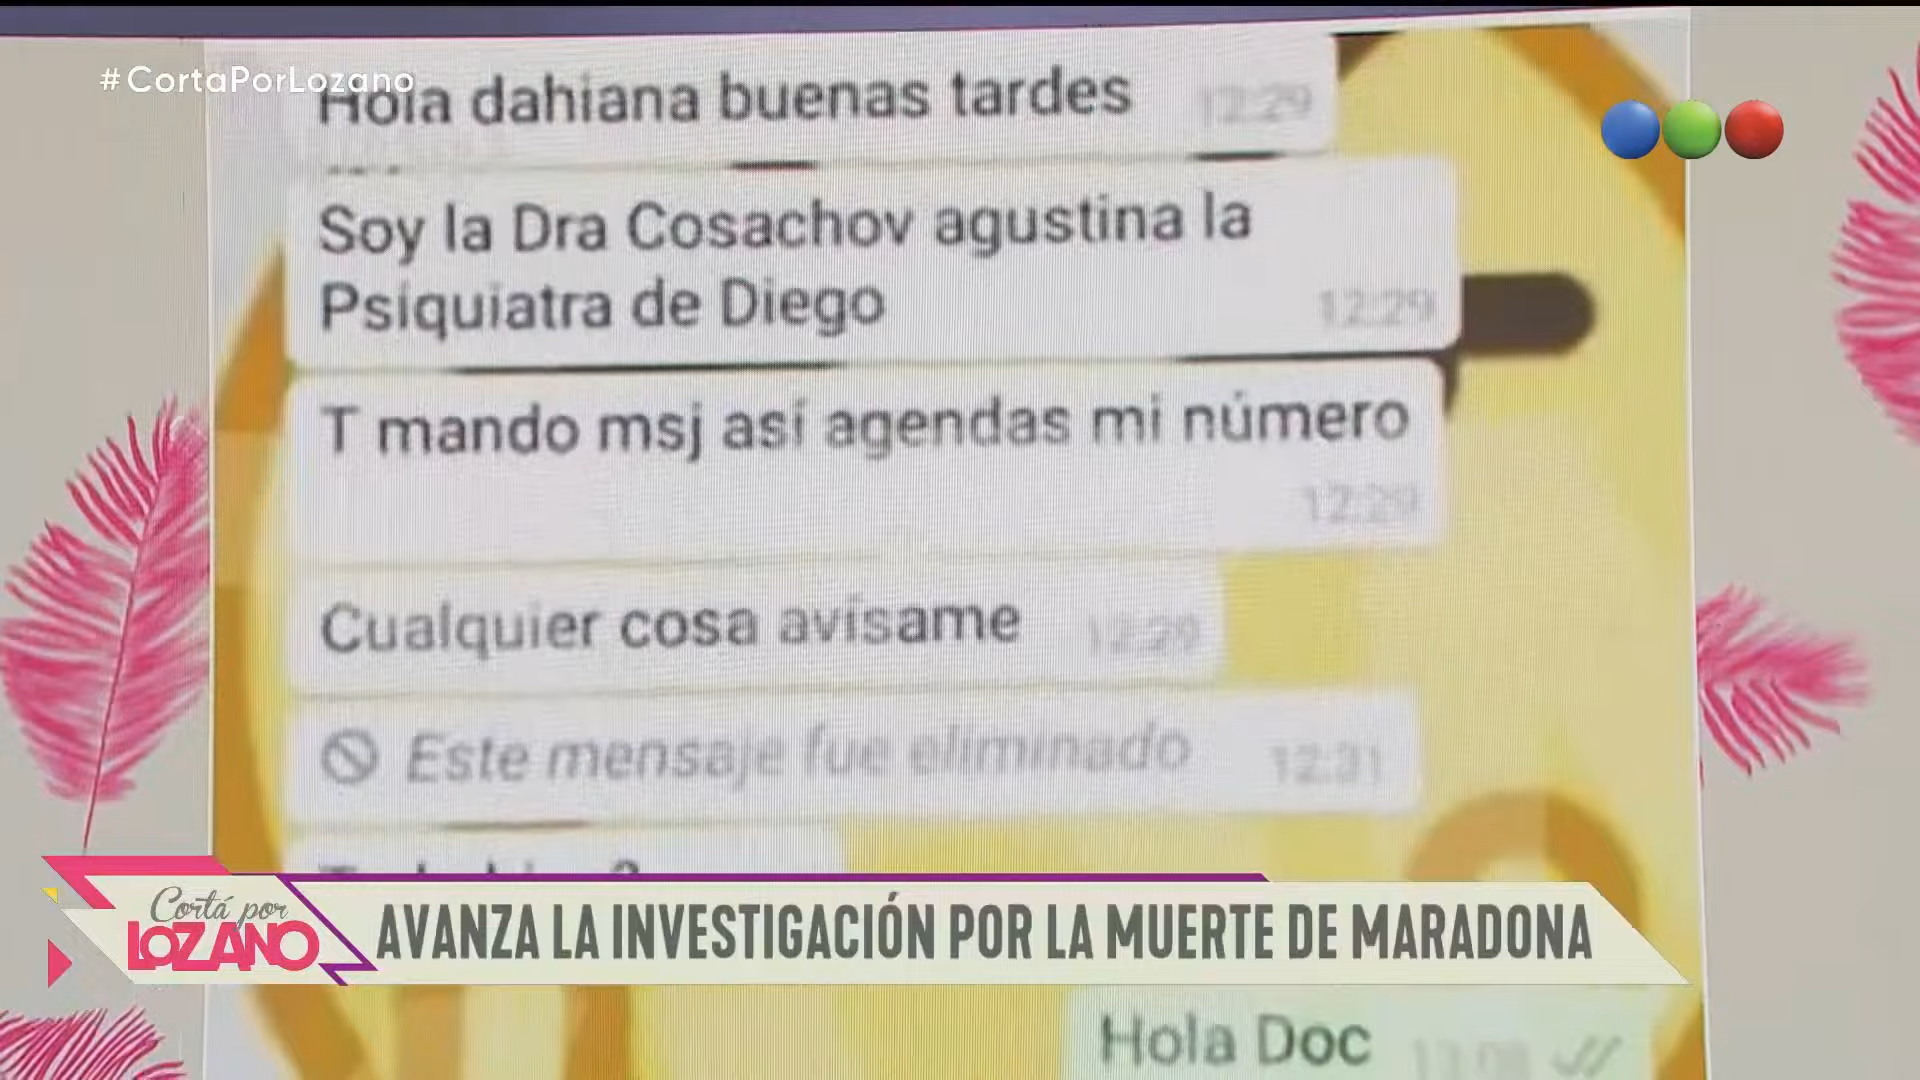 #CortaPorLozano
Hola dahiana buenas tardes 12:29
Soy la Dra Cosachov agustina la
Psiquiatra de Diego 12:29
T mando msj así agendas mi número
12:29
Cualquier cosa avisame 12:29
Este mensaje fue eliminado 12:31
Cortá por
LOZANO
AVANZA LA INVESTIGACIÓN POR LA MUERTE DE MARADONA
Hola Doc